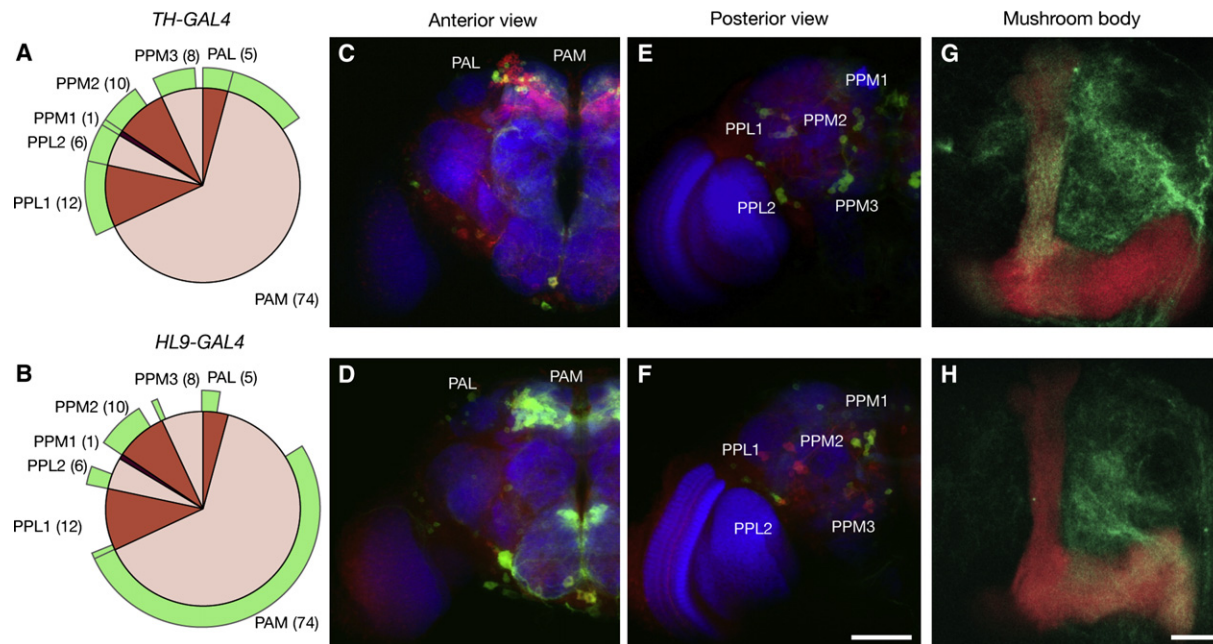 TH-GAL4
Anterior view
Posterior view
Mushroom body
A
PPM3 (8)
PAL (5)
PPM2 (10)
PPM1 (1)
PPL2 (6)
PPL1 (12)
PAM (74)
C
PAL
PAM
E
PPM1
PPL1
PPM2
PPL2
PPM3
G
HL9-GAL4
B
PPM3 (8)
PAL (5)
PPM2 (10)
PPM1 (1)
PPL2 (6)
PPL1 (12)
PAM (74)
D
PAL
PAM
F
PPM1
PPL1
PPM2
PPL2
PPM3
H